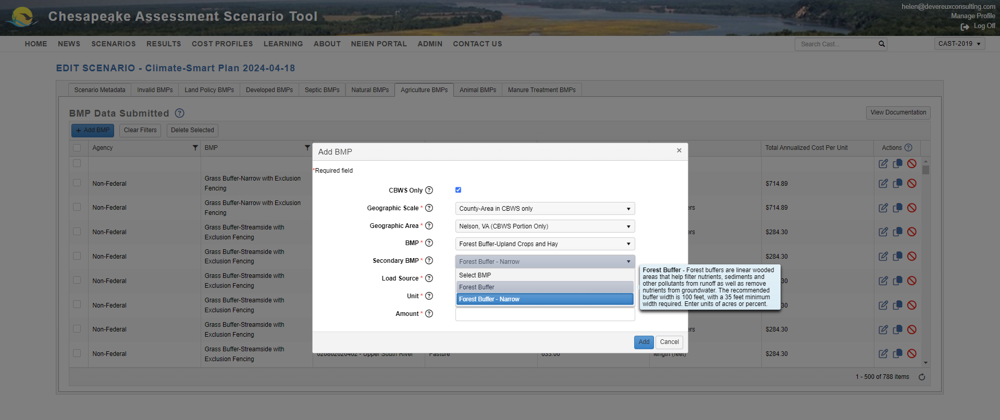 helen@devereuxconsulting.com
Chesapeake Assessment Scenario Tool
Manage Profile
Log Off
HOME NEWS SCENARIOS RESULTS COST PROFILES LEARNING ABOUT NEIEN PORTAL ADMIN CONTACT US
Search Cast...
CAST-2019
EDIT SCENARIO - Climate-Smart Plan 2024-04-18
Scenario Metadata Invalid BMPs Land Policy BMPs Developed BMPs Septic BMPs Natural BMPs Agriculture BMPs Animal BMPs Manure Treatment BMPs
BMP Data Submitted ?
View Documentation
+ Add BMP Clear Filters Delete Selected
Agency BMP Total Annualized Cost Per Unit Actions ?
Non-Federal Grass Buffer-Narrow with Exclusion Fencing $714.89
Non-Federal Grass Buffer-Narrow with Exclusion Fencing ers $714.89
Non-Federal Grass Buffer-Streamside with Exclusion Fencing ers $284.30
Non-Federal Grass Buffer-Streamside with Exclusion Fencing $284.30
Non-Federal Grass Buffer-Streamside with Exclusion Fencing 30
Non-Federal Grass Buffer-Streamside with Exclusion Fencing 30
Non-Federal Grass Buffer-Streamside with Exclusion Fencing ers $284.30
Non-Federal Grass Buffer-Streamside with Exclusion Fencing 020802020402 - Upper South River Pasture 633.00 length (feet) $284.30
1 - 500 of 788 items
Add BMP ×
*Required field
CBWS Only ?
Geographic Scale * ? County-Area in CBWS only
Geographic Area * ? Nelson, VA (CBWS Portion Only)
BMP * ? Forest Buffer-Upland Crops and Hay
Secondary BMP * ? Forest Buffer - Narrow
Select BMP
Load Source * ?
Forest Buffer
Unit * ?
Forest Buffer - Narrow
Amount * ?
Add Cancel
Forest Buffer - Forest buffers are linear wooded
areas that help filter nutrients, sediments and
other pollutants from runoff as well as remove
nutrients from groundwater. The recommended
buffer width is 100 feet, with a 35 feet minimum
width required. Enter units of acres or percent.